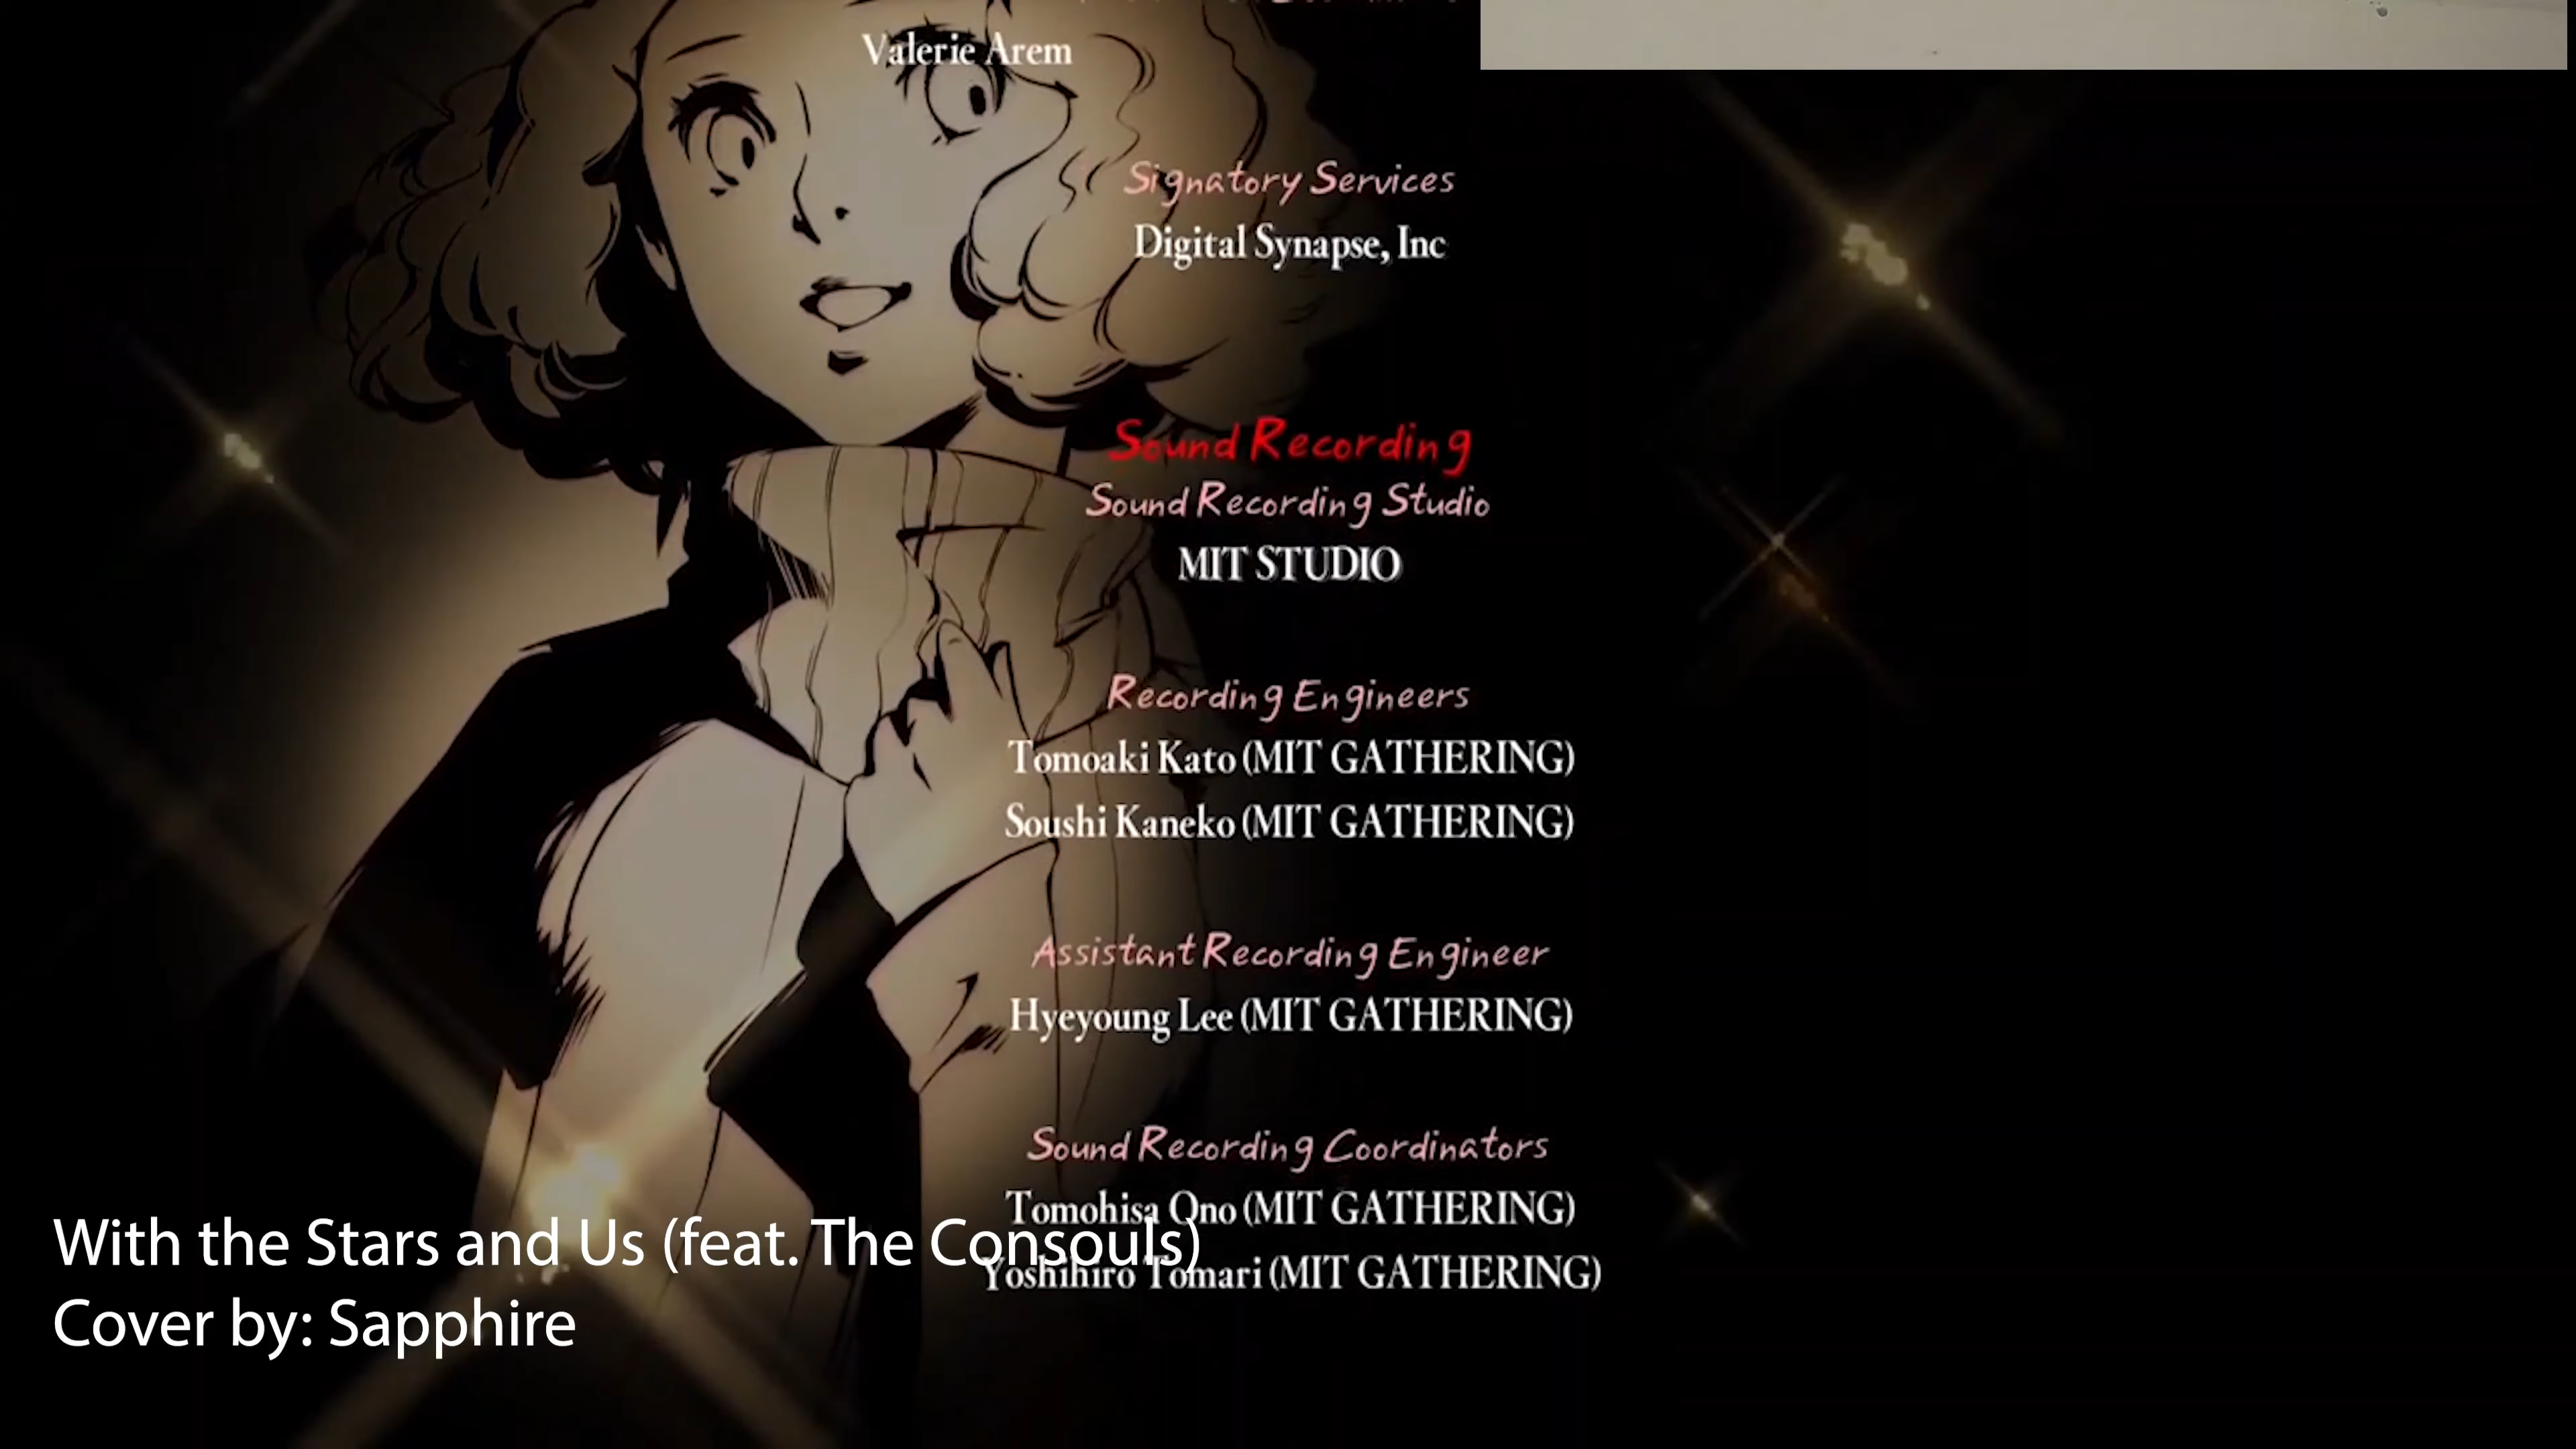 Valerie Arem
Signatory Services
Digital Synapse, Inc
Sound Recording
Sound Recording Studio
MIT STUDIO
Recording Engineers
Tomoaki Kato (MIT GATHERING)
Soushi Kaneko (MIT GATHERING)
Assistant Recording Engineer
Hyeyoung Lee (MIT GATHERING)
Sound Recording Coordinators
Tomohisa Ono (MIT GATHERING)
Yoshihiro Tomari (MIT GATHERING)
With the Stars and Us (feat. The Consouls)
Cover by: Sapphire